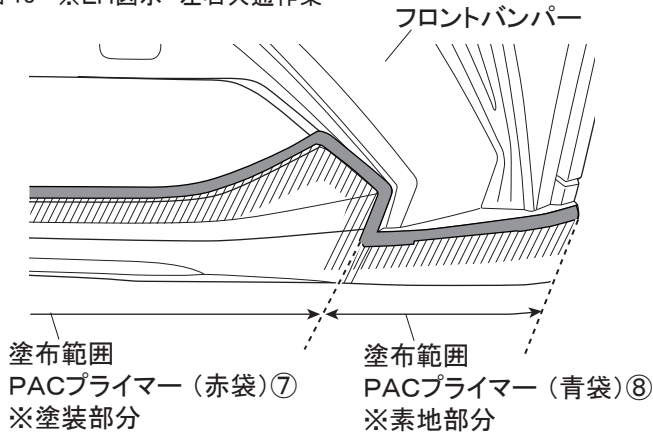 フロントバンパー
塗布範囲
PACプライマー（赤袋）⑦
※塗装部分
塗布範囲
PACプライマー（青袋）⑧
※素地部分